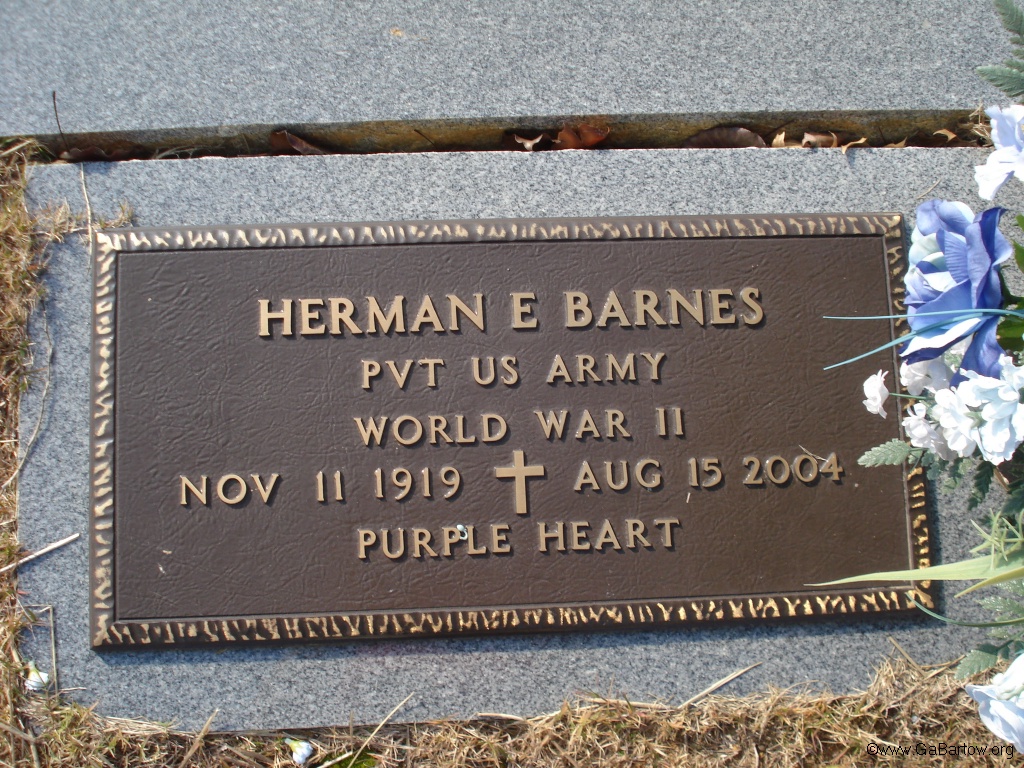 HERMAN E BARNES
PVT US ARMY
WORLD WAR II
NOV 11 1919 AUG 15 2004
PURPLE HEART
©www.GaBartow.org